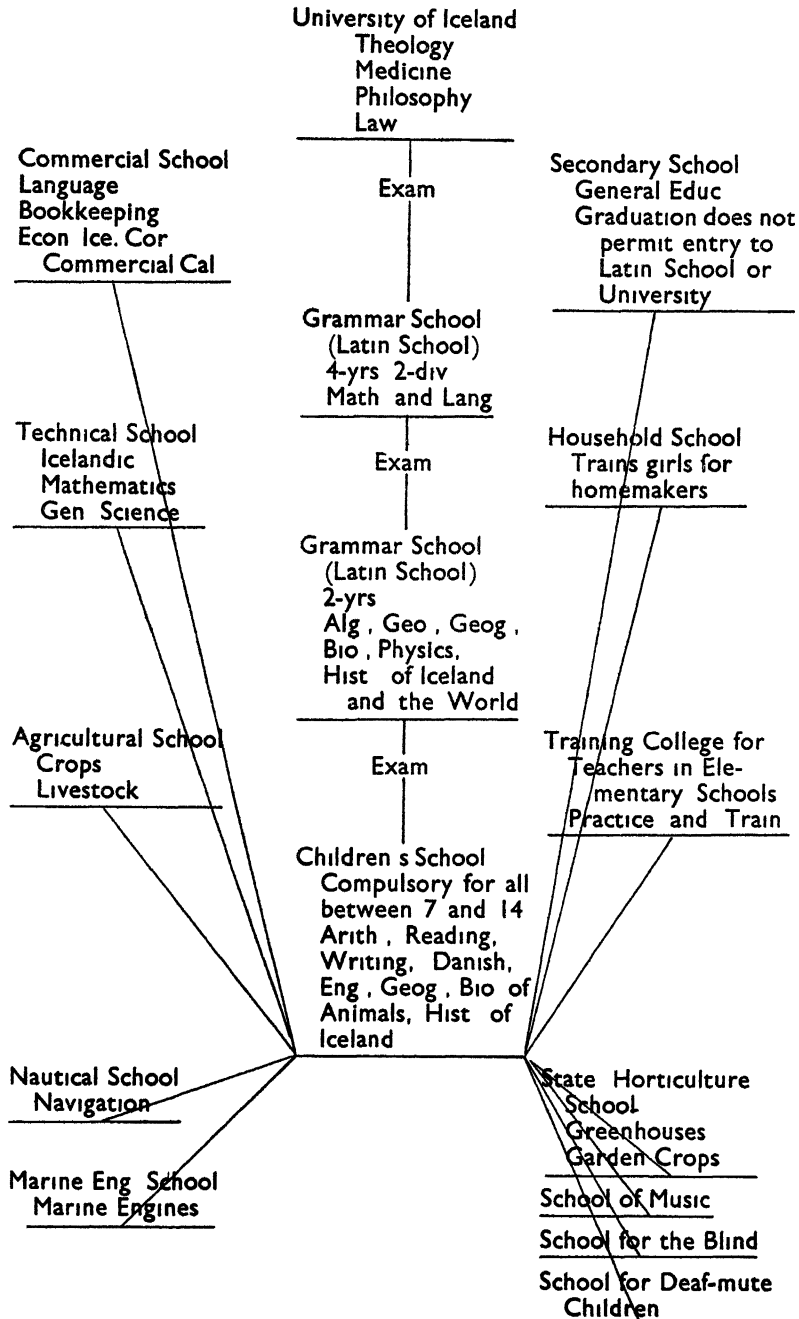 University of Iceland
Theology
Medicine
Philosophy
Law
Exam
Grammar School
(Latin School)
4-yrs 2-div
Math and Lang
Exam
Grammar School
(Latin School)
2-yrs
Alg , Geo , Geog ,
Bio , Physics,
Hist of Iceland
and the World
Exam
Children s School
Compulsory for all
between 7 and 14
Arith , Reading,
Writing, Danish,
Eng , Geog , Bio of
Animals, Hist of
Iceland
Commercial School
Language
Bookkeeping
Econ Ice. Cor
Commercial Cal
Technical School
Icelandic
Mathematics
Gen Science
Agricultural School
Crops
Livestock
Nautical School
Navigation
Marine Eng School
Marine Engines
Secondary School
General Educ
Graduation does not
permit entry to
Latin School or
University
Household School
Trains girls for
homemakers
Training College for
Teachers in Ele-
mentary Schools
Practice and Train
State Horticulture
School
Greenhouses
Garden Crops
School of Music
School for the Blind
School for Deaf-mute
Children